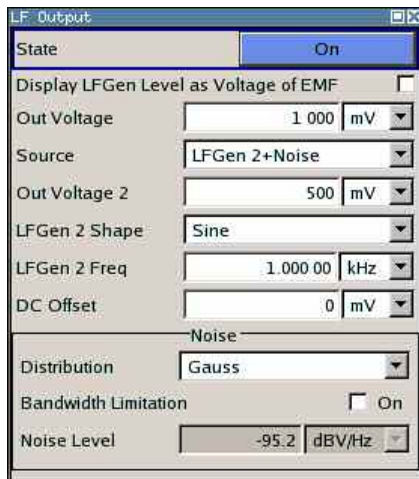 LF Output
State On
Display LFGen Level as Voltage of EMF
Out Voltage 1 000 mV
Source LFGen 2+Noise
Out Voltage 2 500 mV
LFGen 2 Shape Sine
LFGen 2 Freq 1.000 00 kHz
DC Offset 0 mV
Noise
Distribution Gauss
Bandwidth Limitation On
Noise Level -95.2 dBV/Hz